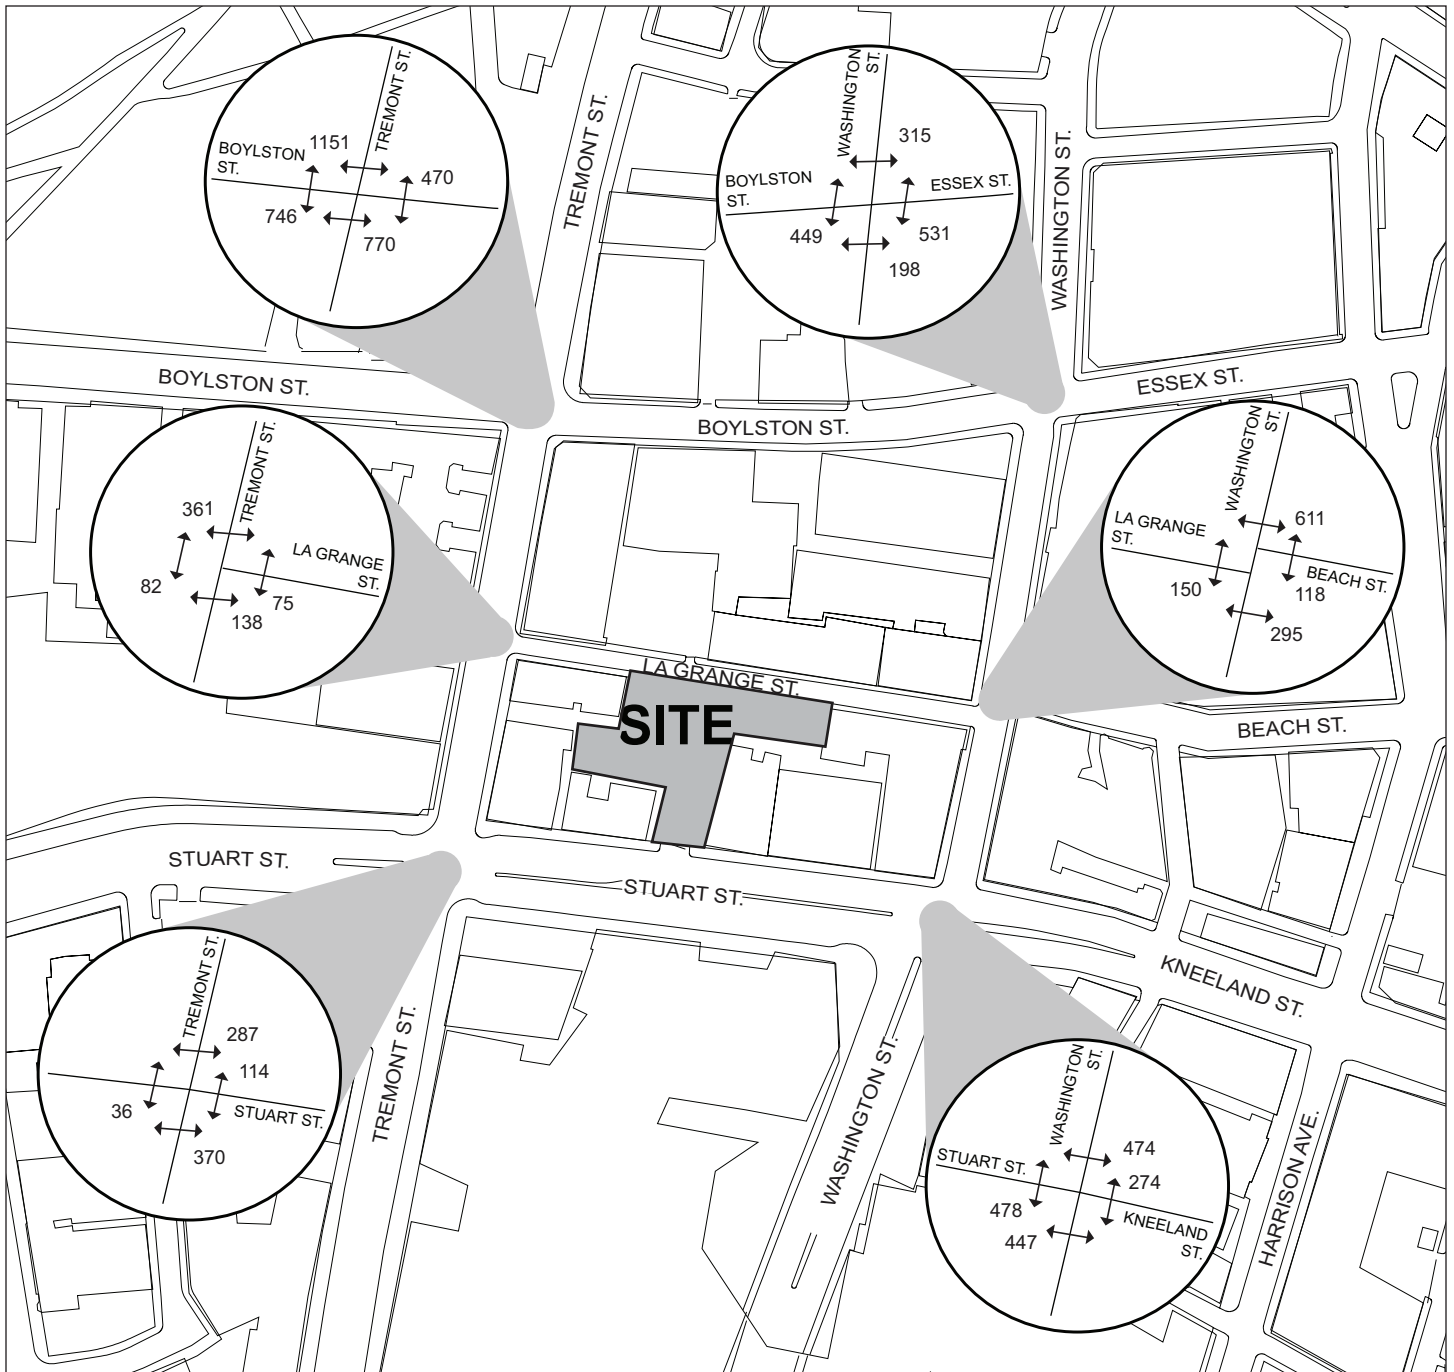 TREMONT ST.
1151
BOYLSTON
ST.
470
746
770
TREMONT ST.
WASHINGTON
ST.
315
BOYLSTON
ST.
ESSEX ST.
449
531
198
WASHINGTON ST.
BOYLSTON ST.
ESSEX ST.
BOYLSTON ST.
TREMONT ST.
361
LA GRANGE
ST.
82
75
138
WASHINGTON
ST.
LA GRANGE
ST.
611
BEACH ST.
150
118
295
LA GRANGE ST.
SITE
BEACH ST.
STUART ST.
STUART ST.
KNEELAND ST.
TREMONT ST.
287
114
36
STUART ST.
370
TREMONT ST.
WASHINGTON ST.
WASHINGTON
ST.
474
STUART ST.
274
478
KNEELAND
ST.
447
HARRISON AVE.